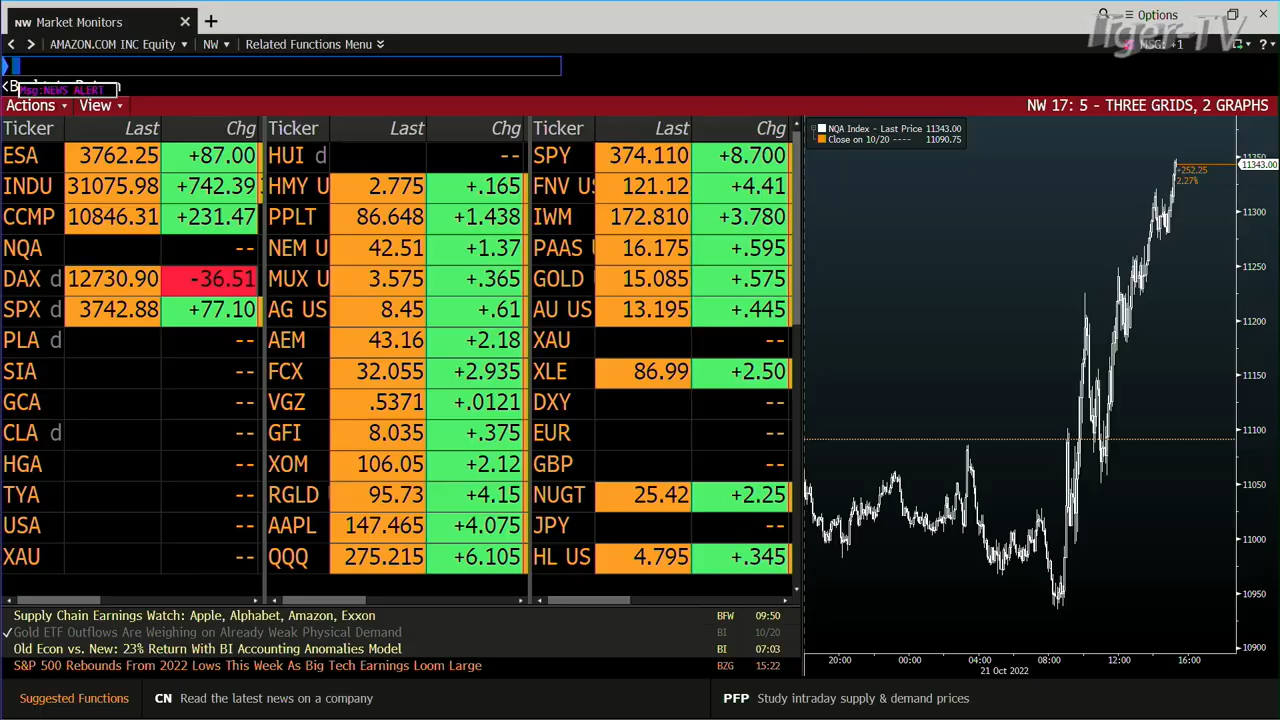 NW Market Monitors
Options
Tiger-TV
AMAZON.COM INC Equity NW Related Functions Menu
MSG: +1
?
Msg:NEWS ALERT
Actions View NW 17: 5 - THREE GRIDS, 2 GRAPHS
Ticker Last Chg Ticker Last Chg Ticker Last Chg
ESA 3762.25 +87.00 HUI d -- SPY 374.110 +8.700
INDU 31075.98 +742.39 HMY U 2.775 +.165 FNV US 121.12 +4.41
CCMP 10846.31 +231.47 PPLT 86.648 +1.438 IWM 172.810 +3.780
NQA -- NEM U 42.51 +1.37 PAAS 16.175 +.595
DAX d 12730.90 -36.51 MUX U 3.575 +.365 GOLD 15.085 +.575
SPX d 3742.88 +77.10 AG US 8.45 +.61 AU US 13.195 +.445
PLA d -- AEM 43.16 +2.18 XAU --
SIA -- FCX 32.055 +2.935 XLE 86.99 +2.50
GCA -- VGZ .5371 +.0121 DXY --
CLA d -- GFI 8.035 +.375 EUR --
HGA -- XOM 106.05 +2.12 GBP --
TYA -- RGLD 95.73 +4.15 NUGT 25.42 +2.25
USA -- AAPL 147.465 +4.075 JPY --
XAU -- QQQ 275.215 +6.105 HL US 4.795 +.345
NQA Index - Last Price 11343.00
Close on 10/20 ---- 11090.75
11350
11343.00
+252.25
2.27%
11300
11250
11200
11150
11100
11050
11000
10950
10900
20:00 00:00 04:00 08:00 12:00 16:00
21 Oct 2022
Supply Chain Earnings Watch: Apple, Alphabet, Amazon, Exxon BFW 09:50
Gold ETF Outflows Are Weighing on Already Weak Physical Demand BI 10/20
Old Econ vs. New: 23% Return With BI Accounting Anomalies Model BI 07:03
S&P 500 Rebounds From 2022 Lows This Week As Big Tech Earnings Loom Large BZG 15:22
Suggested Functions CN Read the latest news on a company PFP Study intraday supply & demand prices